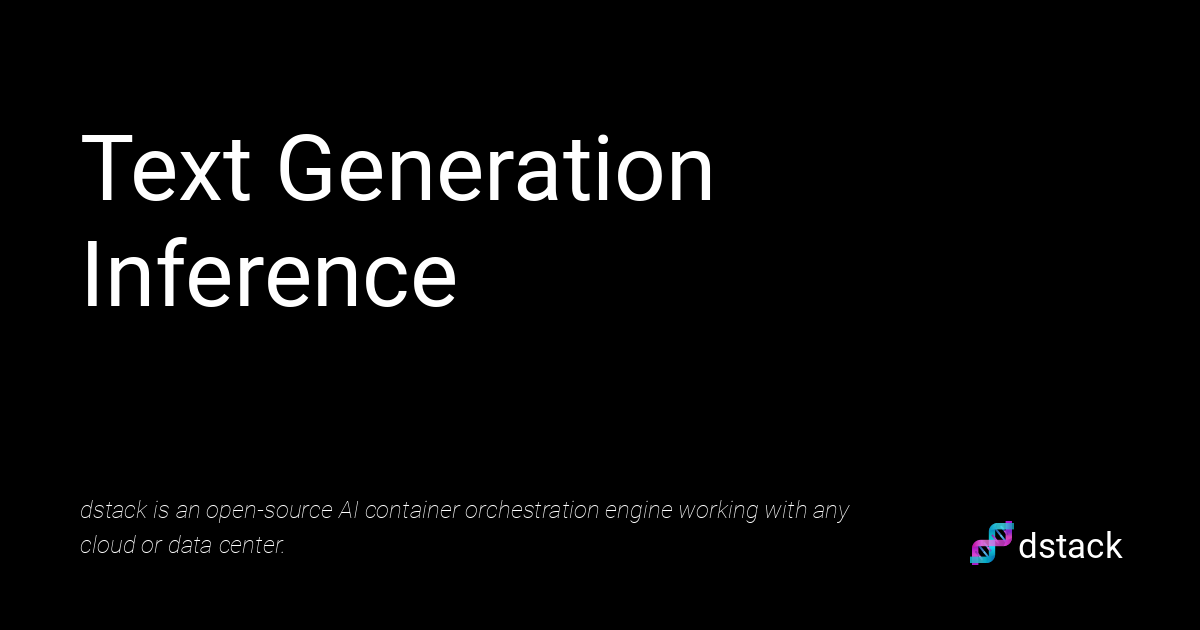 Text Generation
Inference
dstack is an open-source AI container orchestration engine working with any
cloud or data center.
dstack